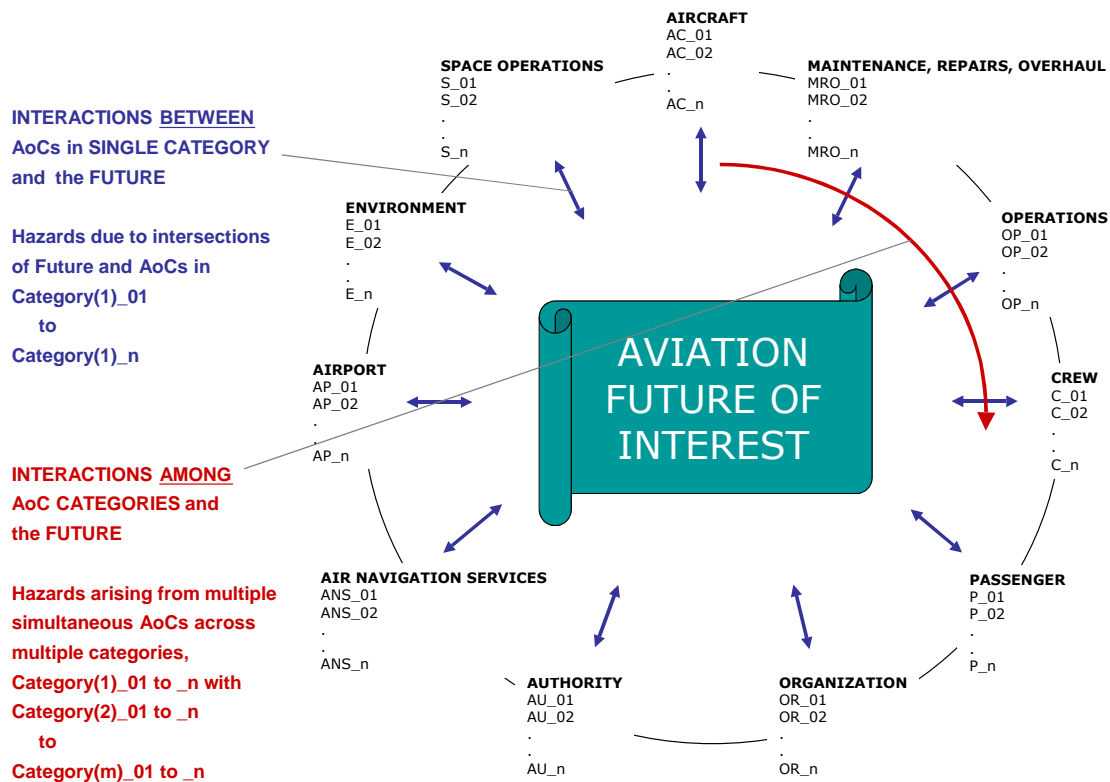 AIRCRAFT
AC_01
AC_02
.
.
AC_n
SPACE OPERATIONS
S_01
S_02
.
.
S_n
MAINTENANCE, REPAIRS, OVERHAUL
MRO_01
MRO_02
.
.
MRO_n
INTERACTIONS BETWEEN
AoCs in SINGLE CATEGORY
and the FUTURE
Hazards due to intersections
of Future and AoCs in
Category(1)_01
to
Category(1)_n
ENVIRONMENT
E_01
E_02
.
.
E_n
OPERATIONS
OP_01
OP_02
.
.
OP_n
AIRPORT
AP_01
AP_02
.
.
AP_n
AVIATION
FUTURE OF
INTEREST
CREW
C_01
C_02
.
.
C_n
INTERACTIONS AMONG
AoC CATEGORIES and
the FUTURE
Hazards arising from multiple
simultaneous AoCs across
multiple categories,
Category(1)_01 to _n with
Category(2)_01 to _n
to
Category(m)_01 to _n
AIR NAVIGATION SERVICES
ANS_01
ANS_02
.
.
ANS_n
PASSENGER
P_01
P_02
.
.
P_n
AUTHORITY
AU_01
AU_02
.
.
AU_n
ORGANIZATION
OR_01
OR_02
.
.
OR_n